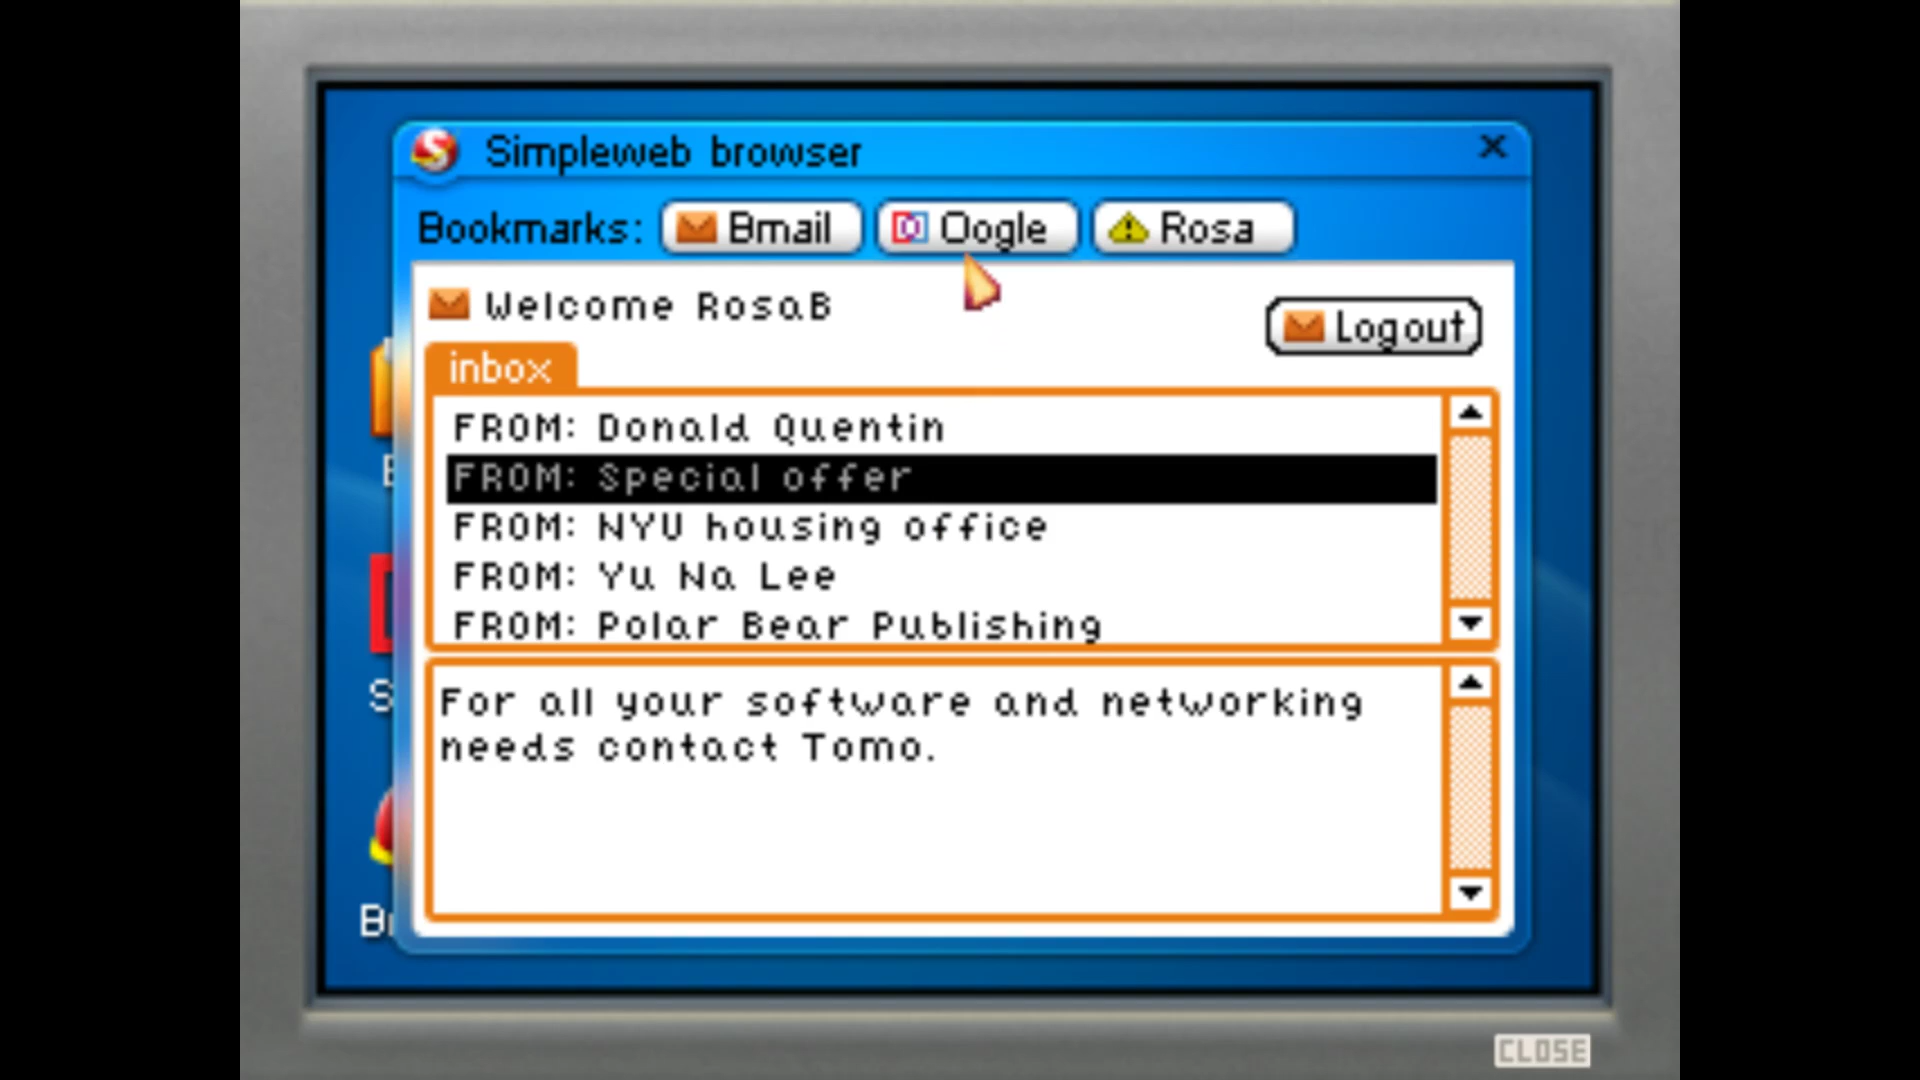 Simpleweb browser
Bookmarks: Bmail Oogle Rosa
Welcome RosaB
Logout
inbox
FROM: Donald Quentin
FROM: Special offer
FROM: NYU housing office
FROM: Yu Na Lee
FROM: Polar Bear Publishing
For all your software and networking
needs contact Tomo.
CLOSE